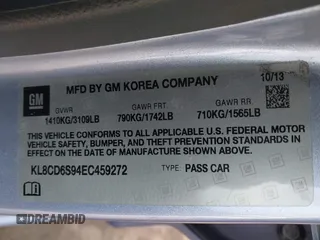 MFD BY GM KOREA COMPANY
10/13
GM
GVWR GAWR FRT GAWR RR
1410KG/3109LB 790KG/1742LB 710KG/1565LB
THIS VEHICLE CONFORMS TO ALL APPLICABLE U.S. FEDERAL MOTOR
VEHICLE SAFETY, BUMPER, AND THEFT PREVENTION STANDARDS IN
EFFECT ON THE DATE OF MANUFACTURE SHOWN ABOVE.
KL8CD6S94EC459272 TYPE: PASS CAR
DREAMBID